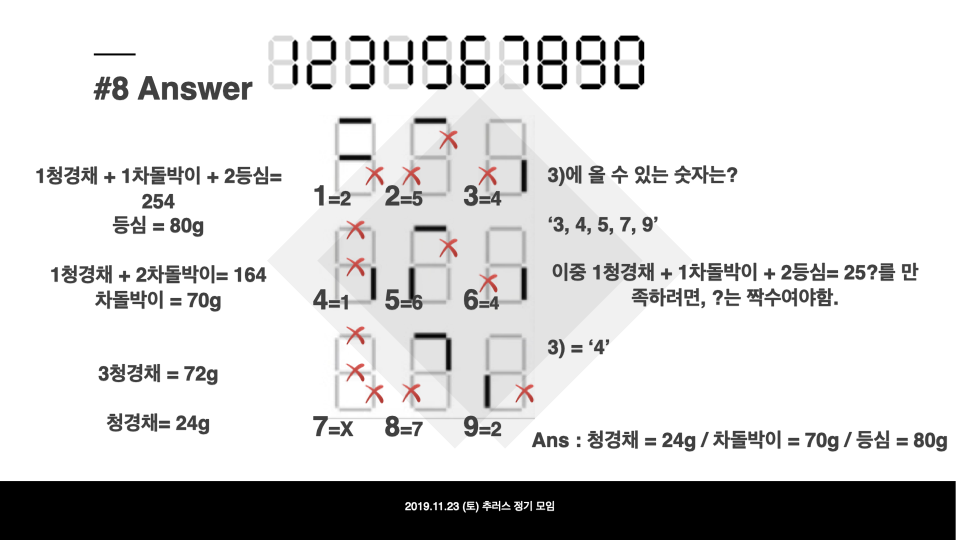 1234567890
#8 Answer
1청경채 + 1차돌박이 + 2등심=
254
등심 = 80g
1청경채 + 2차돌박이= 164
차돌박이 = 70g
3청경채 = 72g
청경채= 24g
1=2 2=5 3=4
4=1 5=6 6=4
7=X 8=7 9=2
3)에 올 수 있는 숫자는?
‘3, 4, 5, 7, 9’
이중 1청경채 + 1차돌박이 + 2등심= 25?를 만
족하려면, ?는 짝수여야함.
3) = ‘4’
Ans : 청경채 = 24g / 차돌박이 = 70g / 등심 = 80g
2019.11.23 (토) 추러스 정기 모임